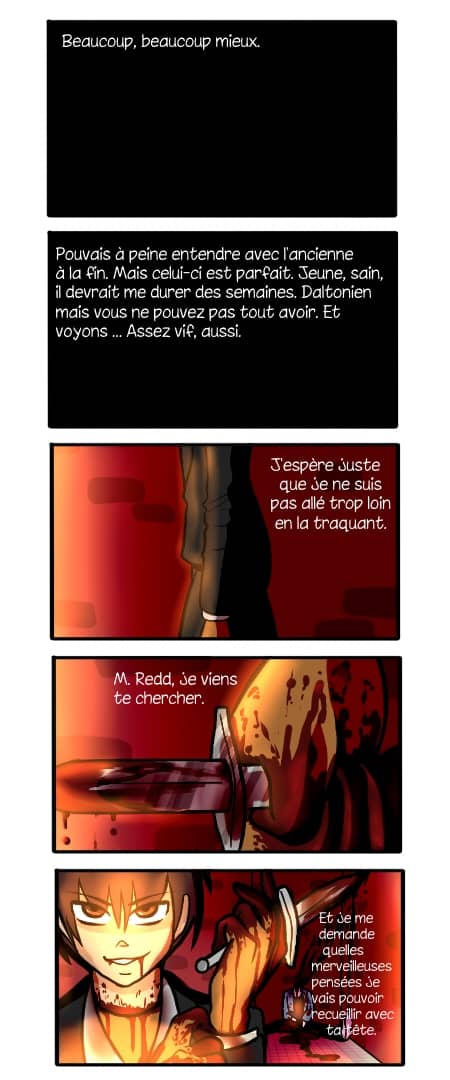 Beaucoup, beaucoup mieux.
Pouvais à peine entendre avec l'ancienne
à la fin. Mais celui-ci est parfait. Jeune, sain,
il devrait me durer des semaines. Daltonien
mais vous ne pouvez pas tout avoir. Et
voyons ... Assez vif, aussi.
J'espère juste
que je ne suis
pas allé trop loin
en la traquant.
M. Redd, je viens
te chercher.
Et je me
demande
quelles
merveilleuses
pensées je
vais pouvoir
recueillir avec
ta tête.